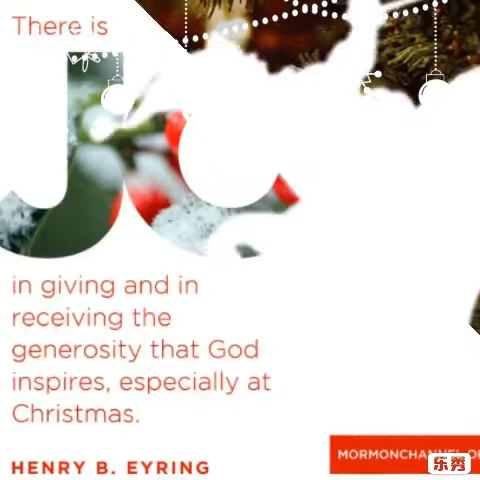 There is
in giving and in
receiving the
generosity that God
inspires, especially at
Christmas.
HENRY B. EYRING
乐秀